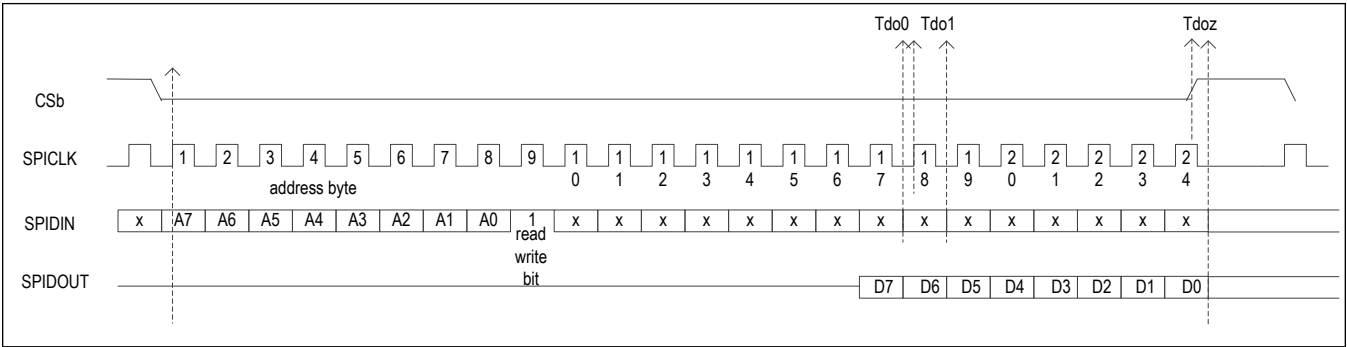 Tdo0 Tdo1 Tdoz
CSb
SPICLK 1 2 3 4 5 6 7 8 9 1 1 1 1 1 1 1 1 1 1 2 2 2 2 2
0 1 2 3 4 5 6 7 8 9 0 1 2 3 4
address byte
SPIDIN x A7 A6 A5 A4 A3 A2 A1 A0 1 x x x x x x x x x x x x x x x
read
write
bit
SPIDOUT D7 D6 D5 D4 D3 D2 D1 D0